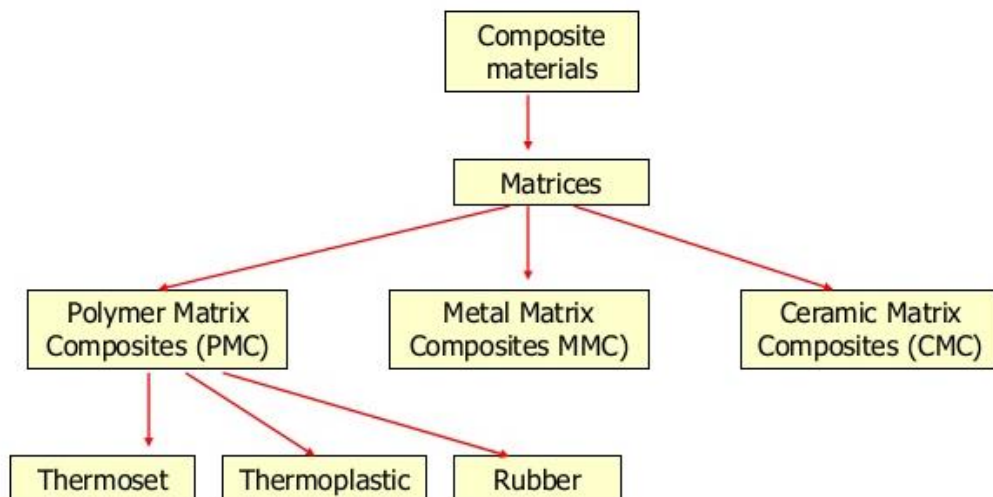 Composite
materials
Matrices
Polymer Matrix
Composites (PMC)
Metal Matrix
Composites MMC)
Ceramic Matrix
Composites (CMC)
Thermoset
Thermoplastic
Rubber